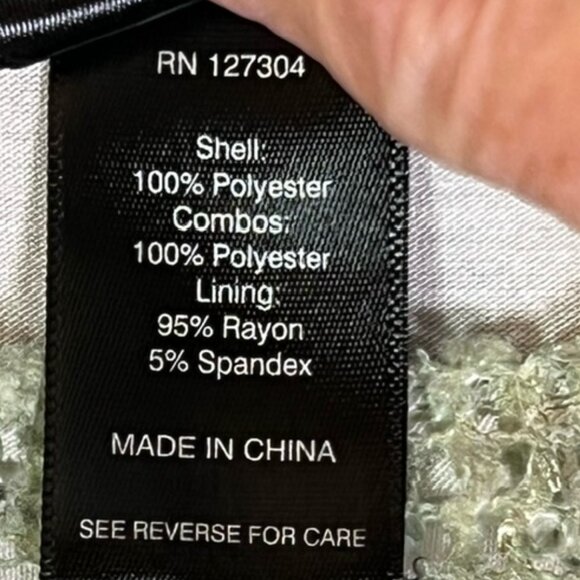 RN 127304
Shell:
100% Polyester
Combos:
100% Polyester
Lining:
95% Rayon
5% Spandex
MADE IN CHINA
SEE REVERSE FOR CARE